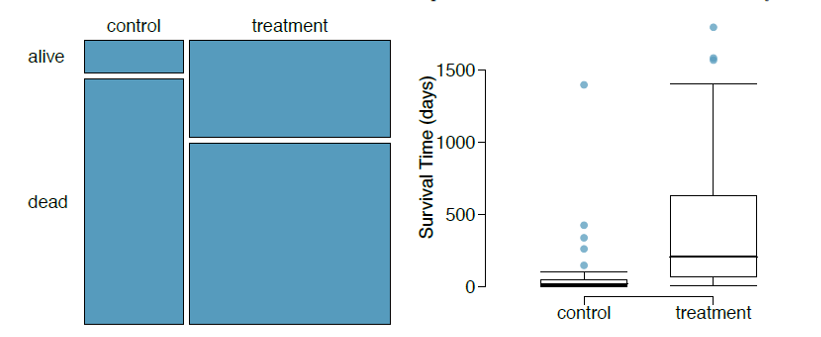 control treatment
alive
dead
Survival Time (days)
1500
1000
500
0
control treatment